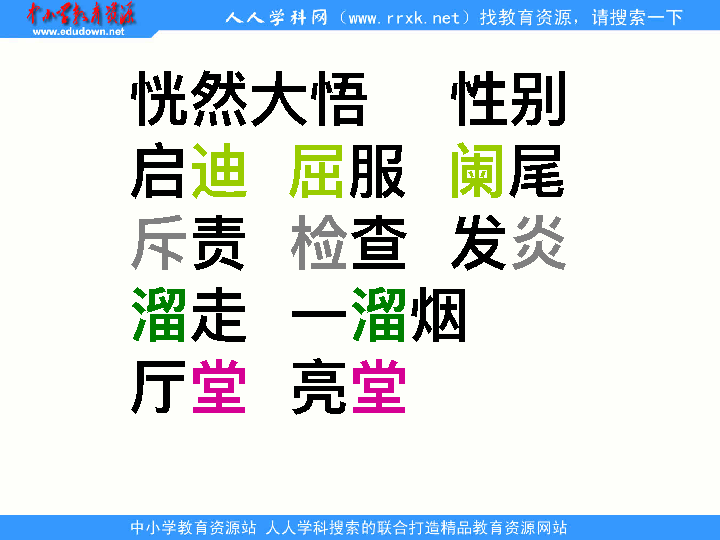 中小学教育资源
www.edudown.net
人人学科网（www.rrxk.net）找教育资源，请搜索一下
恍然大悟 性别
启迪 屈服 阑尾
斥责 检查 发炎
溜走 一溜烟
厅堂 亮堂
中小学教育资源站 人人学科搜索的联合打造精品教育资源网站